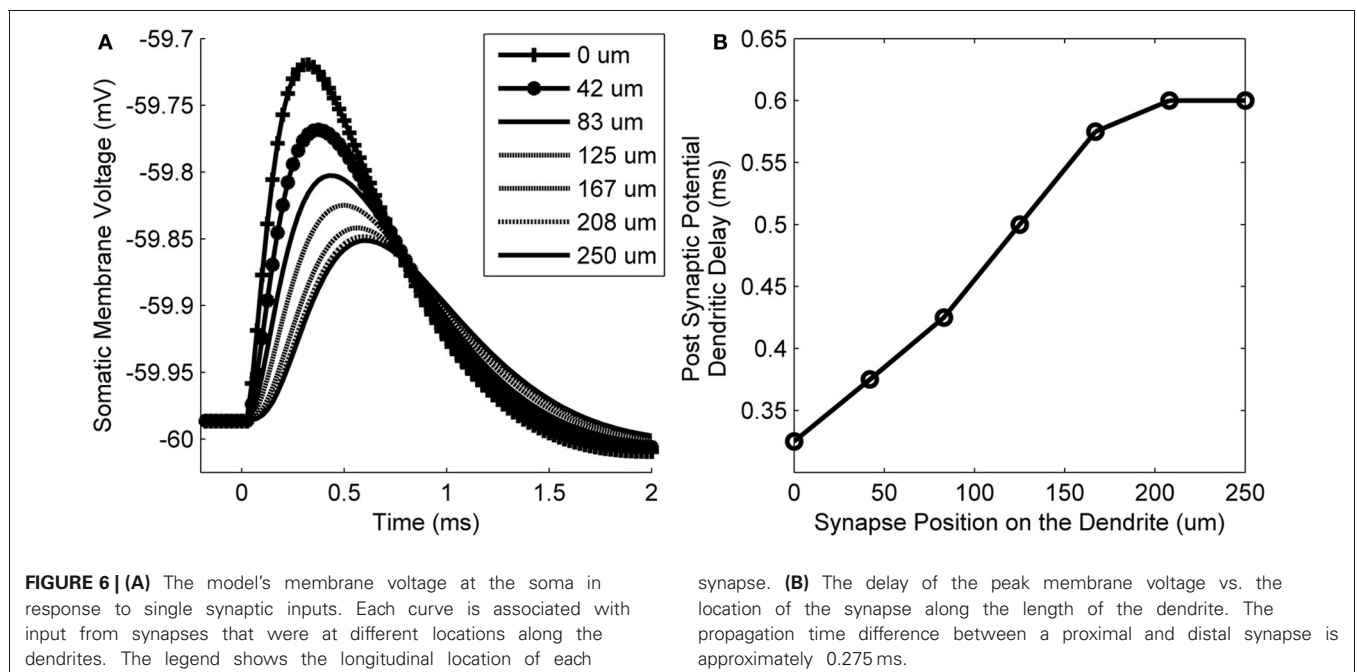 A
Somatic Membrane Voltage (mV)
-59.7
-59.75
-59.8
-59.85
-59.9
-59.95
-60
0 um
42 um
83 um
125 um
167 um
208 um
250 um
0 0.5 1 1.5 2
Time (ms)
B
Post Synaptic Potential
Dendritic Delay (ms)
0.65
0.6
0.55
0.5
0.45
0.4
0.35
0 50 100 150 200 250
Synapse Position on the Dendrite (um)
FIGURE 6 | (A) The model's membrane voltage at the soma in
response to single synaptic inputs. Each curve is associated with
input from synapses that were at different locations along the
dendrites. The legend shows the longitudinal location of each
synapse. (B) The delay of the peak membrane voltage vs. the
location of the synapse along the length of the dendrite. The
propagation time difference between a proximal and distal synapse is
approximately 0.275 ms.